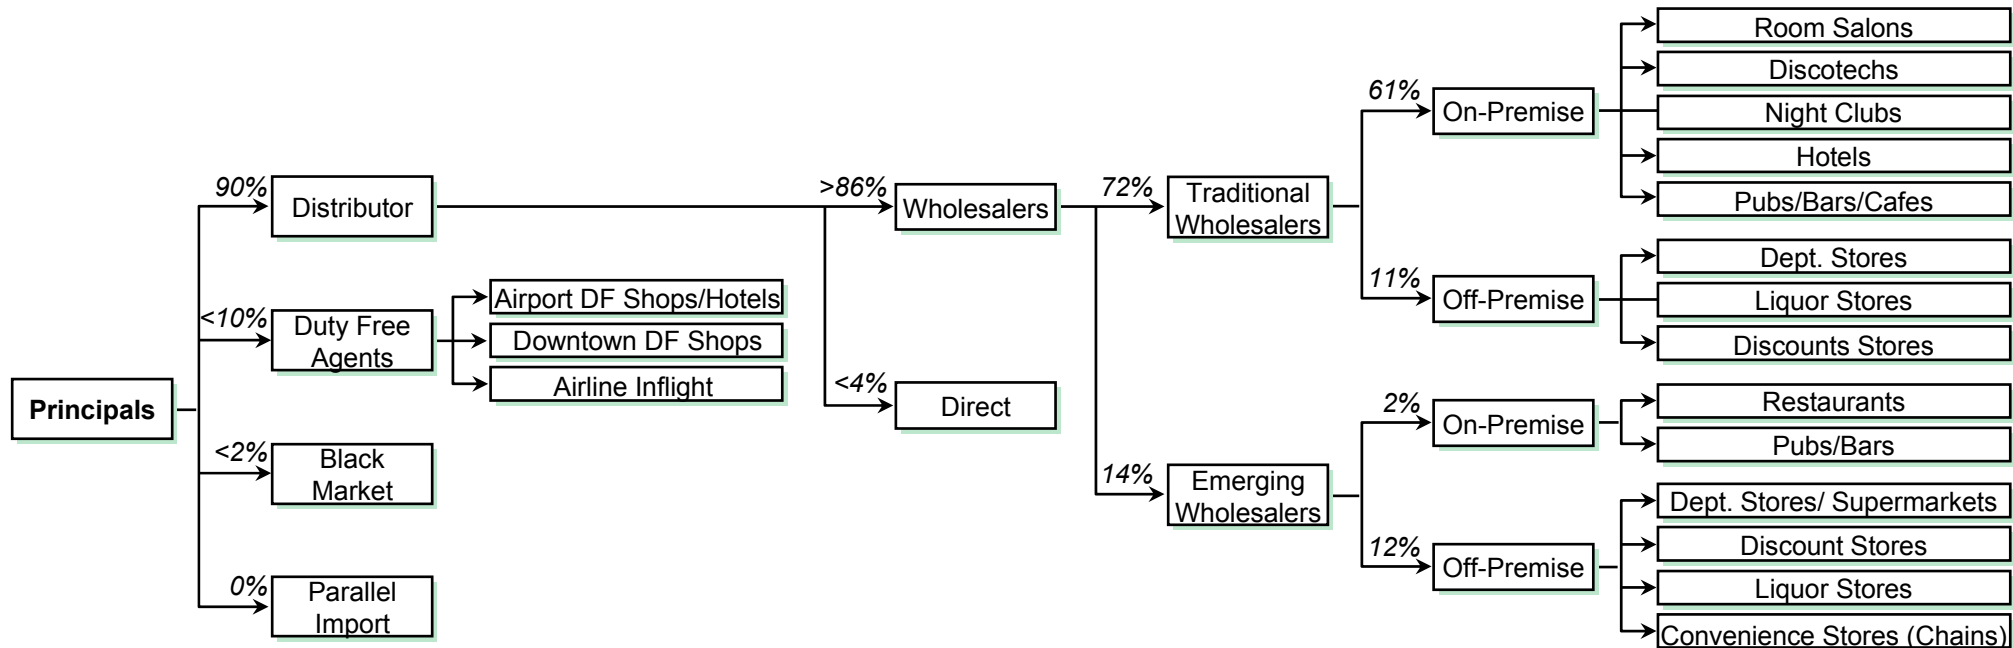 Principals
90%
Distributor
<10%
Duty Free
Agents
<2%
Black
Market
0%
Parallel
Import
Airport DF Shops/Hotels
Downtown DF Shops
Airline Inflight
>86%
Wholesalers
<4%
Direct
72%
Traditional
Wholesalers
14%
Emerging
Wholesalers
61%
On-Premise
11%
Off-Premise
2%
On-Premise
12%
Off-Premise
Room Salons
Discotechs
Night Clubs
Hotels
Pubs/Bars/Cafes
Dept. Stores
Liquor Stores
Discounts Stores
Restaurants
Pubs/Bars
Dept. Stores/ Supermarkets
Discount Stores
Liquor Stores
Convenience Stores (Chains)